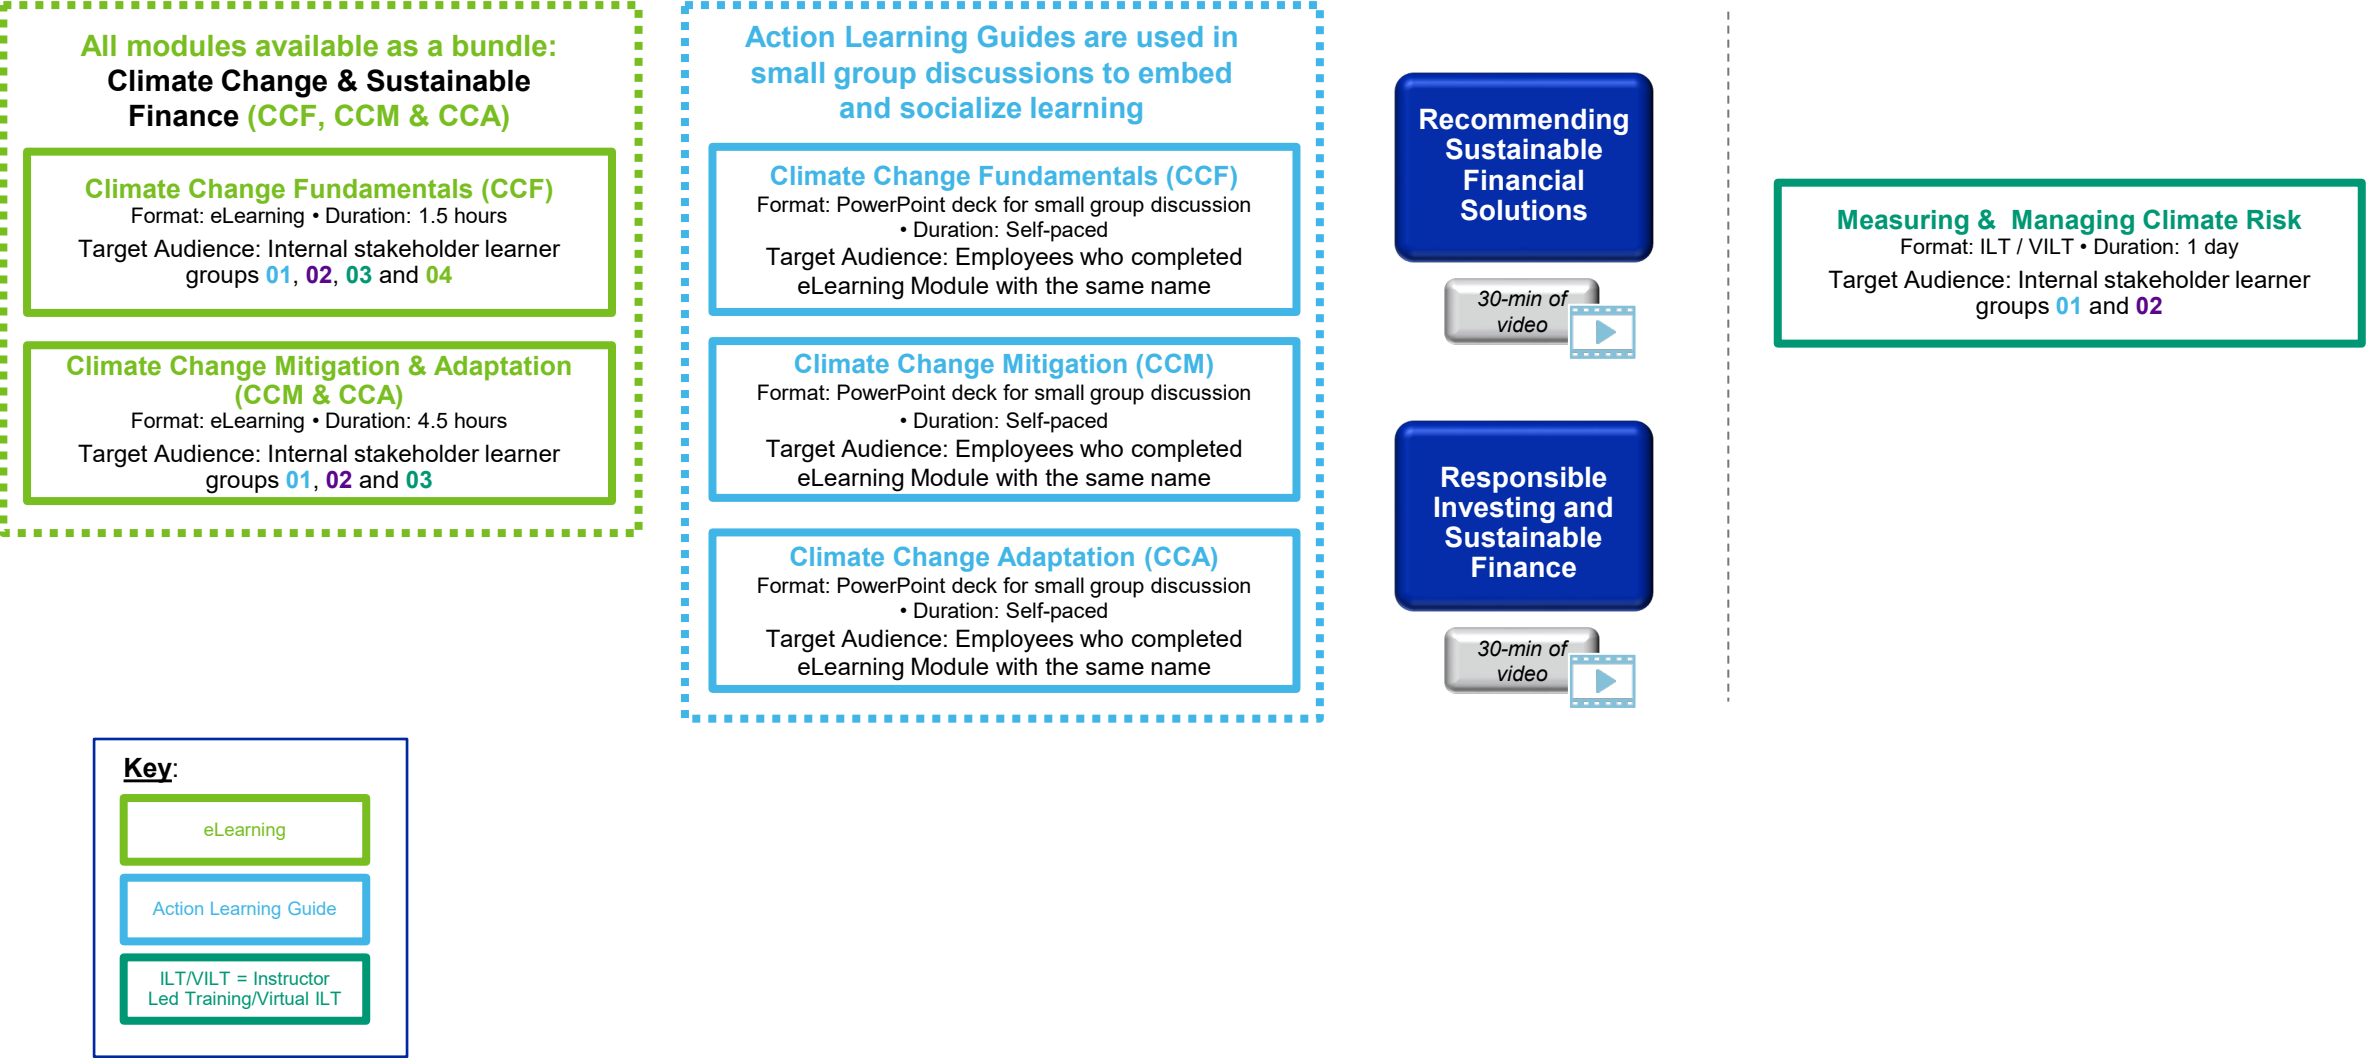 All modules available as a bundle:
Climate Change & Sustainable
Finance (CCF, CCM & CCA)
Climate Change Fundamentals (CCF)
Format: eLearning • Duration: 1.5 hours
Target Audience: Internal stakeholder learner
groups 01, 02, 03 and 04
Climate Change Mitigation & Adaptation
(CCM & CCA)
Format: eLearning • Duration: 4.5 hours
Target Audience: Internal stakeholder learner
groups 01, 02 and 03
Action Learning Guides are used in
small group discussions to embed
and socialize learning
Climate Change Fundamentals (CCF)
Format: PowerPoint deck for small group discussion
• Duration: Self-paced
Target Audience: Employees who completed
eLearning Module with the same name
Climate Change Mitigation (CCM)
Format: PowerPoint deck for small group discussion
• Duration: Self-paced
Target Audience: Employees who completed
eLearning Module with the same name
Climate Change Adaptation (CCA)
Format: PowerPoint deck for small group discussion
• Duration: Self-paced
Target Audience: Employees who completed
eLearning Module with the same name
Recommending
Sustainable
Financial
Solutions
30-min of
video
Responsible
Investing and
Sustainable
Finance
30-min of
video
Measuring &  Managing Climate Risk
Format: ILT / VILT • Duration: 1 day
Target Audience: Internal stakeholder learner
groups 01 and 02
Key:
eLearning
Action Learning Guide
ILT/VILT = Instructor
Led Training/Virtual ILT